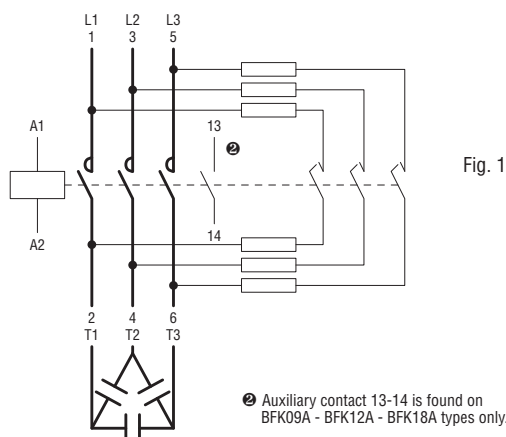 L1 L2 L3
1 3 5
A1
13
❷
Fig. 1
14
A2
2 4 6
T1 T2 T3
❷ Auxiliary contact 13-14 is found on
BFK09A - BFK12A - BFK18A types only.